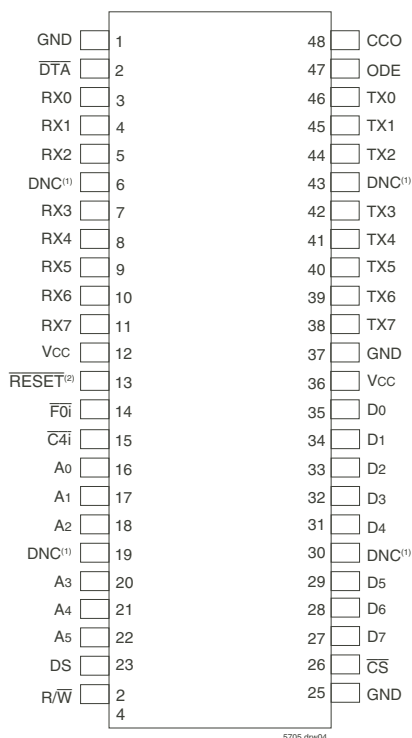 GND 1 48 CCO
D̅T̅A̅ 2 47 ODE
RX0 3 46 TX0
RX1 4 45 TX1
RX2 5 44 TX2
DNC(1) 6 43 DNC(1)
RX3 7 42 TX3
RX4 8 41 TX4
RX5 9 40 TX5
RX6 10 39 TX6
RX7 11 38 TX7
VCC 12 37 GND
R̅E̅S̅E̅T̅(2) 13 36 VCC
F̅0̅i̅ 14 35 D0
C̅4̅i̅ 15 34 D1
A0 16 33 D2
A1 17 32 D3
A2 18 31 D4
DNC(1) 19 30 DNC(1)
A3 20 29 D5
A4 21 28 D6
A5 22 27 D7
DS 23 26 C̅S̅
R/W̅ 2 25 GND
4
5705 drw04